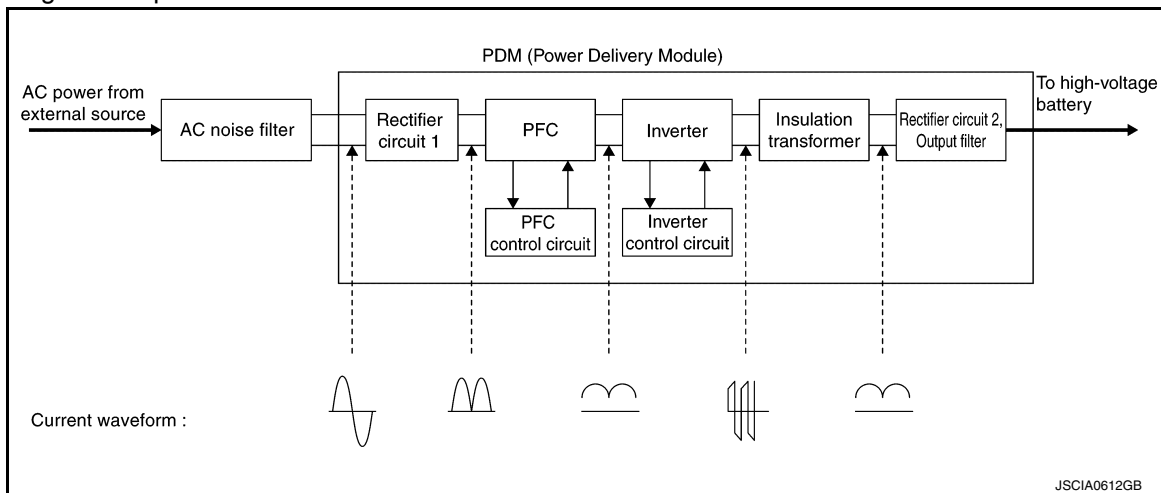 PDM (Power Delivery Module)
AC power from
external source
AC noise filter
Rectifier
circuit 1
PFC
Inverter
Insulation
transformer
Rectifier circuit 2,
Output filter
To high-voltage
battery
PFC
control circuit
Inverter
control circuit
Current waveform :
JSCIA0612GB